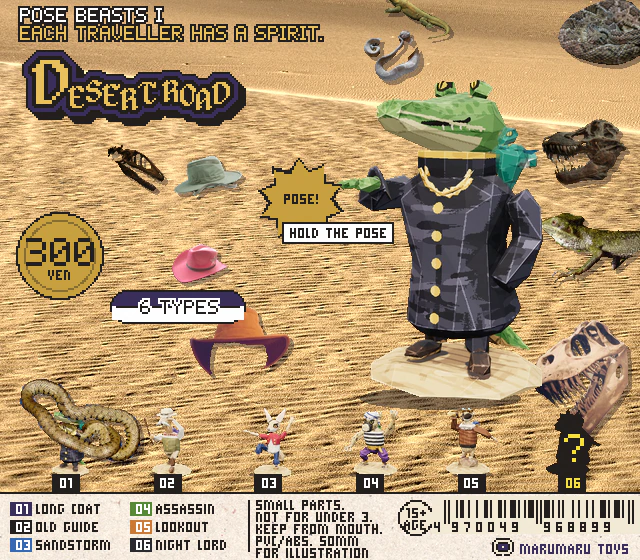 POSE BEASTS I
EACH TRAVELLER HAS A SPIRIT.
DESERT ROAD
POSE!
HOLD THE POSE
300
YEN
6 TYPES
?
01
02
03
04
05
06
01 LONG COAT
02 OLD GUIDE
03 SANDSTORM
04 ASSASSIN
05 LOOKOUT
06 NIGHT LORD
SMALL PARTS.
NOT FOR UNDER 3.
KEEP FROM MOUTH.
PVC/ABS. 50MM
FOR ILLUSTRATION
15+
AGE
4 970049 968899
MARUMARU TOYS